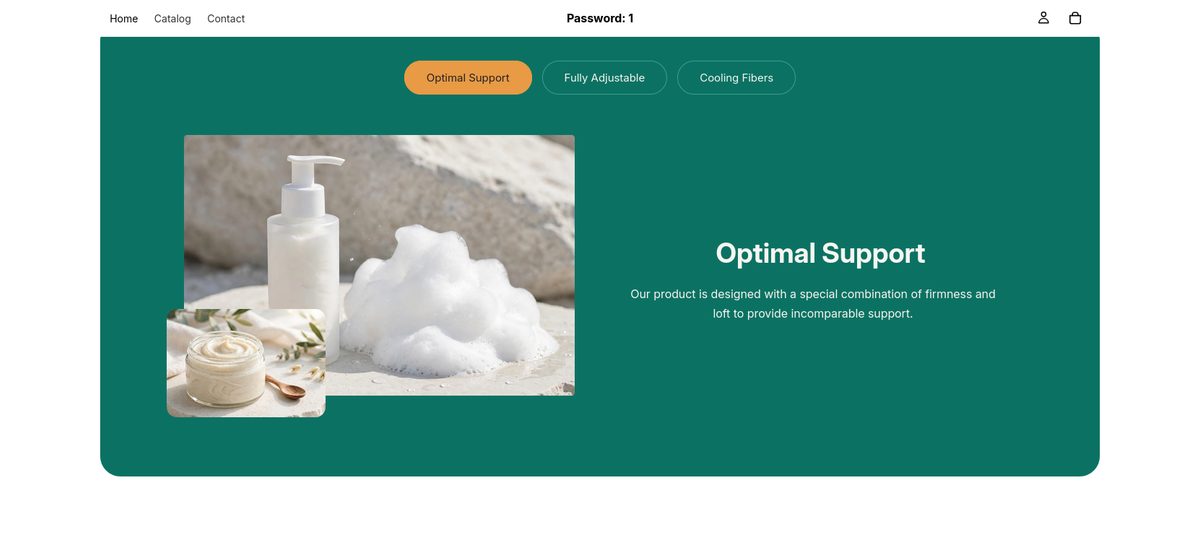 Home
Catalog
Contact
Password: 1
Optimal Support
Fully Adjustable
Cooling Fibers
Optimal Support
Our product is designed with a special combination of firmness and
loft to provide incomparable support.